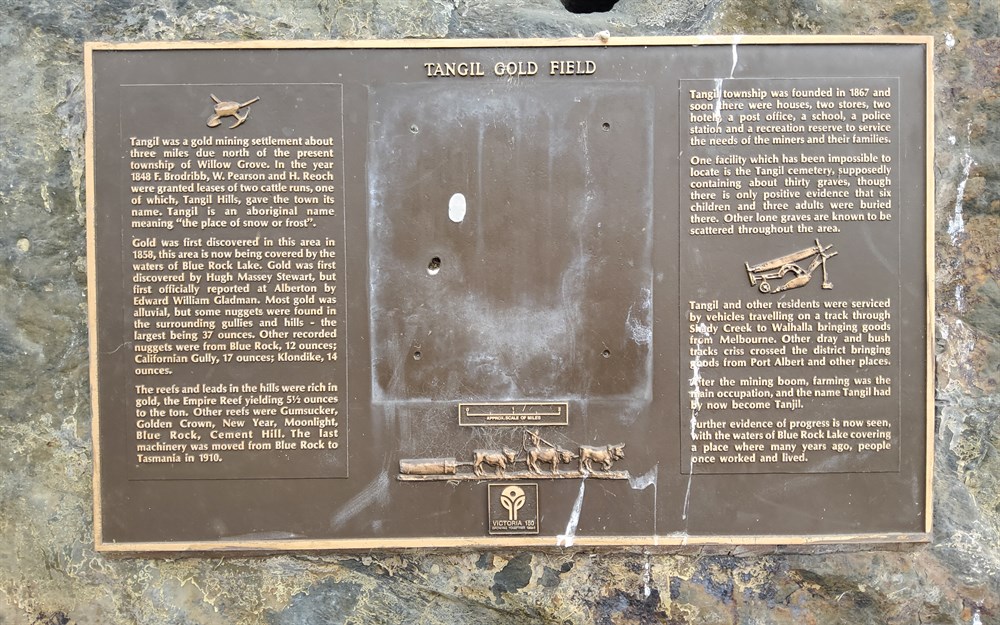 TANGIL GOLD FIELD
Tangil was a gold mining settlement about
three miles due north of the present
township of Willow Grove. In the year
1848 F. Brodribb, W. Pearson and H. Reoch
were granted leases of two cattle runs, one
of which, Tangil Hills, gave the town its
name. Tangil is an aboriginal name
meaning "the place of snow or frost".
Gold was first discovered in this area in
1858, this area is now being covered by the
waters of Blue Rock Lake. Gold was first
discovered by Hugh Massey Stewart, but
first officially reported at Alberton by
Edward William Gladman. Most gold was
alluvial, but some nuggets were found in
the surrounding gullies and hills - the
largest being 37 ounces. Other recorded
nuggets were from Blue Rock, 12 ounces;
Californian Gully, 17 ounces; Klondike, 14
ounces.
The reefs and leads in the hills were rich in
gold, the Empire Reef yielding 5½ ounces
to the ton. Other reefs were Gumsucker,
Golden Crown, New Year, Moonlight,
Blue Rock, Cement Hill. The last
machinery was moved from Blue Rock to
Tasmania in 1910.
APPROX. SCALE OF MILES
VICTORIA 150
GROWING TOGETHER
Tangil township was founded in 1867 and
soon there were houses, two stores, two
hotels, a post office, a school, a police
station and a recreation reserve to service
the needs of the miners and their families.
One facility which has been impossible to
locate is the Tangil cemetery, supposedly
containing about thirty graves, though
there is only positive evidence that six
children and three adults were buried
there. Other lone graves are known to be
scattered throughout the area.
Tangil and other residents were serviced
by vehicles travelling on a track through
Shady Creek to Walhalla bringing goods
from Melbourne. Other dray and bush
tracks criss crossed the district bringing
goods from Port Albert and other places.
After the mining boom, farming was the
main occupation, and the name Tangil had
by now become Tanjil.
Further evidence of progress is now seen,
with the waters of Blue Rock Lake covering
a place where many years ago, people
once worked and lived.